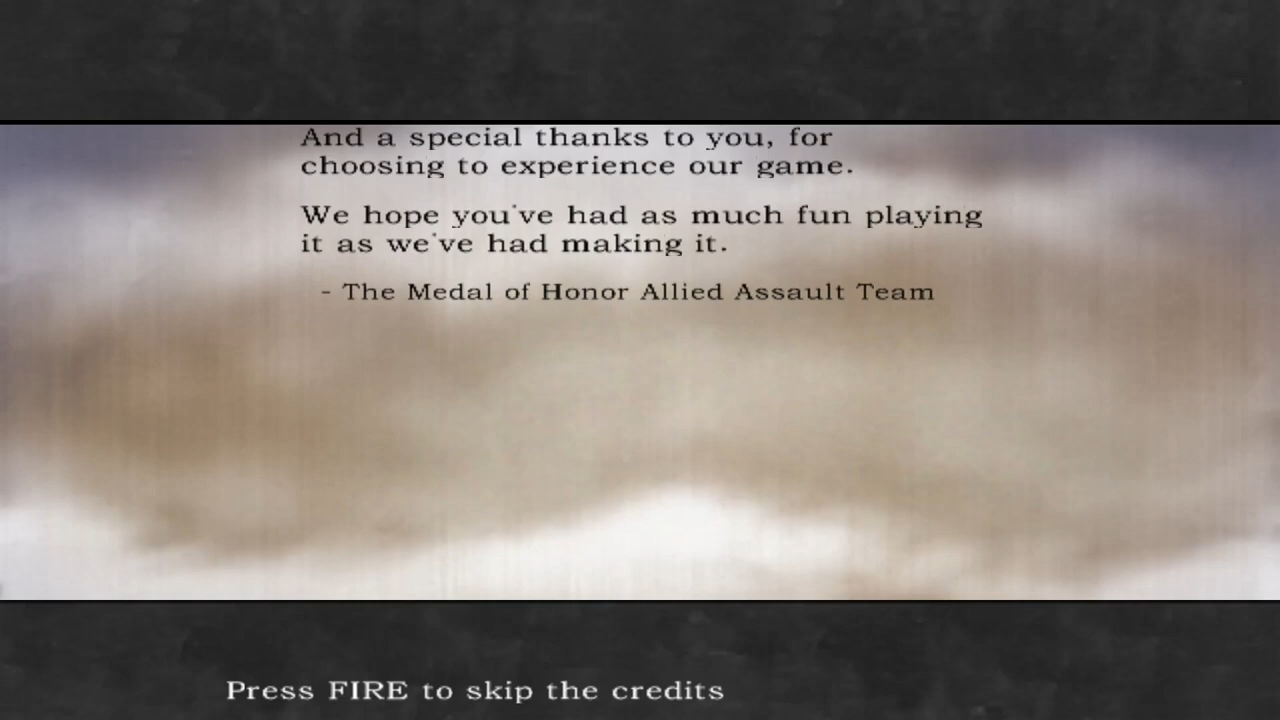 And a special thanks to you, for
choosing to experience our game.
We hope you've had as much fun playing
it as we've had making it.
- The Medal of Honor Allied Assault Team
Press FIRE to skip the credits